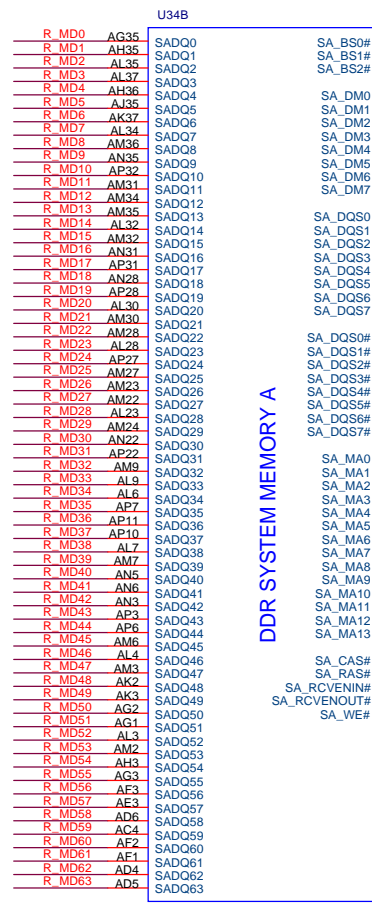 U34B
R_MD0 AG35 SADQ0 SA_BS0#
R_MD1 AH35 SADQ1 SA_BS1#
R_MD2 AL35 SADQ2 SA_BS2#
R_MD3 AL37 SADQ3
R_MD4 AH36 SADQ4 SA_DM0
R_MD5 AJ35 SADQ5 SA_DM1
R_MD6 AK37 SADQ6 SA_DM2
R_MD7 AL34 SADQ7 SA_DM3
R_MD8 AM36 SADQ8 SA_DM4
R_MD9 AN35 SADQ9 SA_DM5
R_MD10 AP32 SADQ10 SA_DM6
R_MD11 AM31 SADQ11 SA_DM7
R_MD12 AM34 SADQ12
R_MD13 AM35 SADQ13 SA_DQS0
R_MD14 AL32 SADQ14 SA_DQS1
R_MD15 AM32 SADQ15 SA_DQS2
R_MD16 AN31 SADQ16 SA_DQS3
R_MD17 AP31 SADQ17 SA_DQS4
R_MD18 AN28 SADQ18 SA_DQS5
R_MD19 AP28 SADQ19 SA_DQS6
R_MD20 AL30 SADQ20 SA_DQS7
R_MD21 AM30 SADQ21
R_MD22 AM28 SADQ22 SA_DQS0#
R_MD23 AL28 SADQ23 SA_DQS1#
R_MD24 AP27 SADQ24 SA_DQS2#
R_MD25 AM27 SADQ25 SA_DQS3#
R_MD26 AM23 SADQ26 SA_DQS4#
R_MD27 AM22 SADQ27 SA_DQS5#
R_MD28 AL23 SADQ28 SA_DQS6#
R_MD29 AM24 SADQ29 SA_DQS7#
R_MD30 AN22 SADQ30
R_MD31 AP22 SADQ31 SA_MA0
R_MD32 AM9 SADQ32 SA_MA1
R_MD33 AL9 SADQ33 SA_MA2
R_MD34 AL6 SADQ34 SA_MA3
R_MD35 AP7 SADQ35 SA_MA4
R_MD36 AP11 SADQ36 SA_MA5
R_MD37 AP10 SADQ37 SA_MA6
R_MD38 AL7 SADQ38 SA_MA7
R_MD39 AM7 SADQ39 SA_MA8
R_MD40 AN5 SADQ40 SA_MA9
R_MD41 AN6 SADQ41 SA_MA10
R_MD42 AN3 SADQ42 SA_MA11
R_MD43 AP3 SADQ43 SA_MA12
R_MD44 AP6 SADQ44 SA_MA13
R_MD45 AM6 SADQ45
R_MD46 AL4 SADQ46 SA_CAS#
R_MD47 AM3 SADQ47 SA_RAS#
R_MD48 AK2 SADQ48 SA_RCVENIN#
R_MD49 AK3 SADQ49 SA_RCVENOUT#
R_MD50 AG2 SADQ50 SA_WE#
R_MD51 AG1 SADQ51
R_MD52 AL3 SADQ52
R_MD53 AM2 SADQ53
R_MD54 AH3 SADQ54
R_MD55 AG3 SADQ55
R_MD56 AF3 SADQ56
R_MD57 AE3 SADQ57
R_MD58 AD6 SADQ58
R_MD59 AC4 SADQ59
R_MD60 AF2 SADQ60
R_MD61 AF1 SADQ61
R_MD62 AD4 SADQ62
R_MD63 AD5 SADQ63
DDR SYSTEM MEMORY A